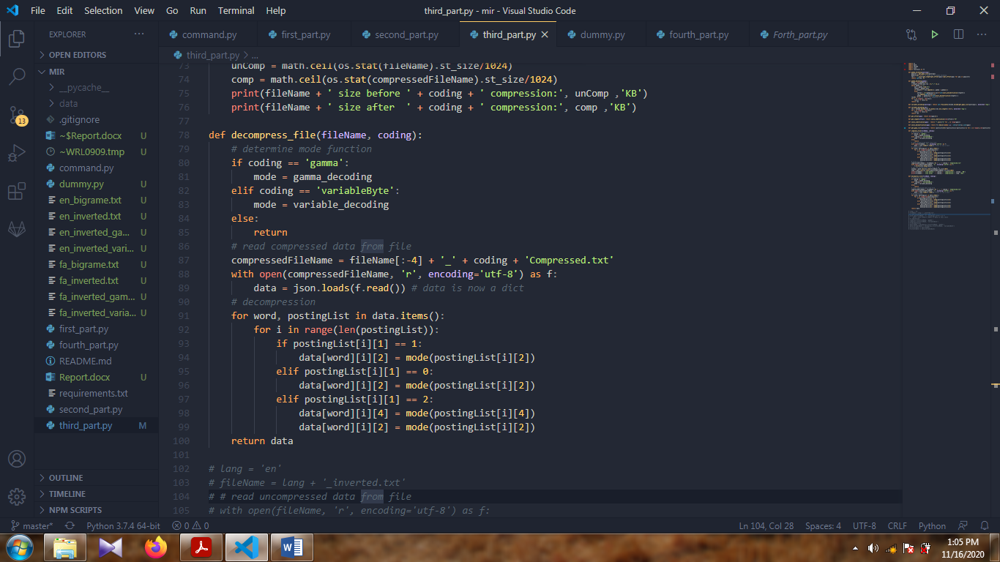 File Edit Selection View Go Run Terminal Help
third_part.py - mir - Visual Studio Code
EXPLORER ···
command.py first_part.py second_part.py third_part.py dummy.py fourth_part.py Forth_part.py
OPEN EDITORS
third_part.py > ...
MIR
__pycache__
data
.gitignore
~$Report.docx U
~WRL0909.tmp U
command.py
dummy.py U
en_bigrame.txt U
en_inverted.txt U
en_inverted_ga... U
en_inverted_vari... U
fa_bigrame.txt U
fa_inverted.txt U
fa_inverted_gam... U
fa_inverted_varia... U
first_part.py
fourth_part.py
README.md
Report.docx U
requirements.txt
second_part.py
third_part.py M
OUTLINE
TIMELINE
NPM SCRIPTS
13
73 unComp = math.ceil(os.stat(fileName).st_size/1024)
74 comp = math.ceil(os.stat(compressedFileName).st_size/1024)
75 print(fileName + ' size before ' + coding + ' compression:', unComp ,'KB')
76 print(fileName + ' size after  ' + coding + ' compression:', comp ,'KB')
77
78 def decompress_file(fileName, coding):
79 # determine mode function
80 if coding == 'gamma':
81 mode = gamma_decoding
82 elif coding == 'variableByte':
83 mode = variable_decoding
84 else:
85 return
86 # read compressed data from file
87 compressedFileName = fileName[:-4] + '_' + coding + 'Compressed.txt'
88 with open(compressedFileName, 'r', encoding='utf-8') as f:
89 data = json.loads(f.read()) # data is now a dict
90 # decompression
91 for word, postingList in data.items():
92 for i in range(len(postingList)):
93 if postingList[i][1] == 1:
94 data[word][i][2] = mode(postingList[i][2])
95 elif postingList[i][1] == 0:
96 data[word][i][2] = mode(postingList[i][2])
97 elif postingList[i][1] == 2:
98 data[word][i][4] = mode(postingList[i][4])
99 data[word][i][2] = mode(postingList[i][2])
100 return data
101
102 # lang = 'en'
103 # fileName = lang + '_inverted.txt'
104 # # read uncompressed data from file
105 # with open(fileName, 'r', encoding='utf-8') as f:
master* Python 3.7.4 64-bit 0 0 Ln 104, Col 28 Spaces: 4 UTF-8 CRLF Python
1:05 PM
11/16/2020